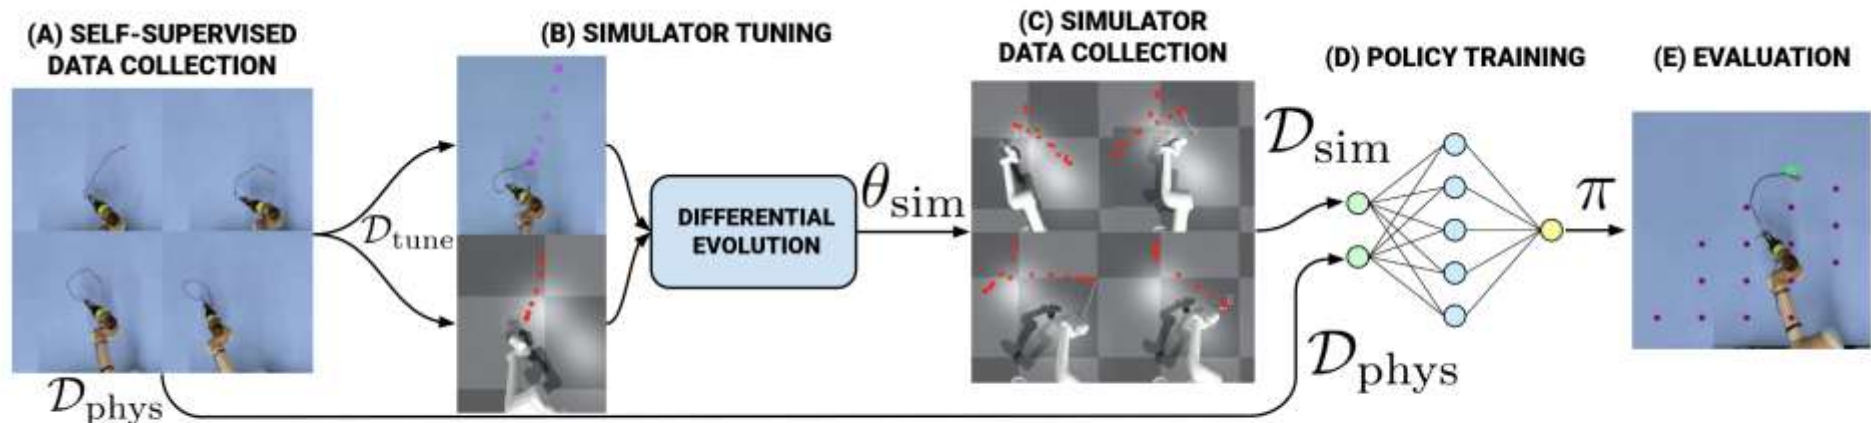 (A) SELF-SUPERVISED
DATA COLLECTION
(B) SIMULATOR TUNING
(C) SIMULATOR
DATA COLLECTION
(D) POLICY TRAINING
(E) EVALUATION
𝒟tune
DIFFERENTIAL
EVOLUTION
θsim
𝒟sim
π
𝒟phys
𝒟phys